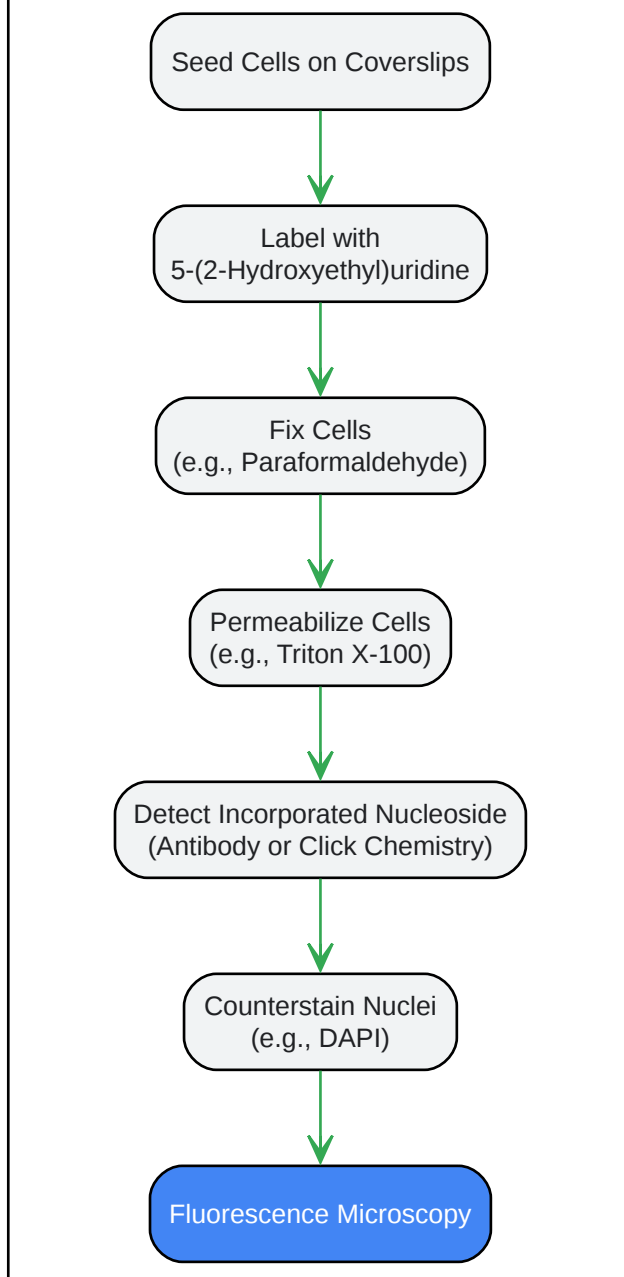 Seed Cells on Coverslips
Label with
5-(2-Hydroxyethyl)uridine
Fix Cells
(e.g., Paraformaldehyde)
Permeabilize Cells
(e.g., Triton X-100)
Detect Incorporated Nucleoside
(Antibody or Click Chemistry)
Counterstain Nuclei
(e.g., DAPI)
Fluorescence Microscopy